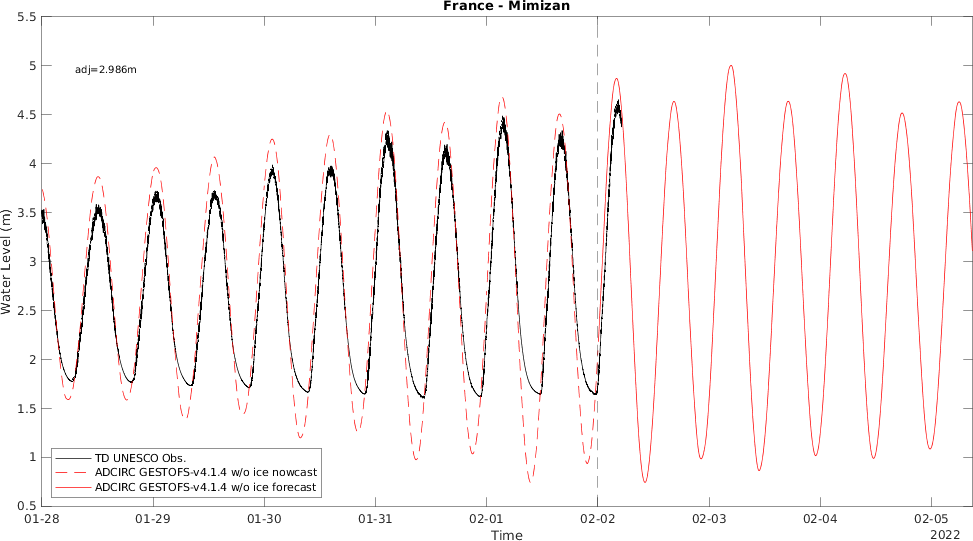 France - Mimizan
5.5
5
4.5
4
3.5
3
2.5
2
1.5
1
0.5
Water Level (m)
adj=2.986m
TD UNESCO Obs.
ADCIRC GESTOFS-v4.1.4 w/o ice nowcast
ADCIRC GESTOFS-v4.1.4 w/o ice forecast
01-28 01-29 01-30 01-31 02-01 02-02 02-03 02-04 02-05
Time
2022